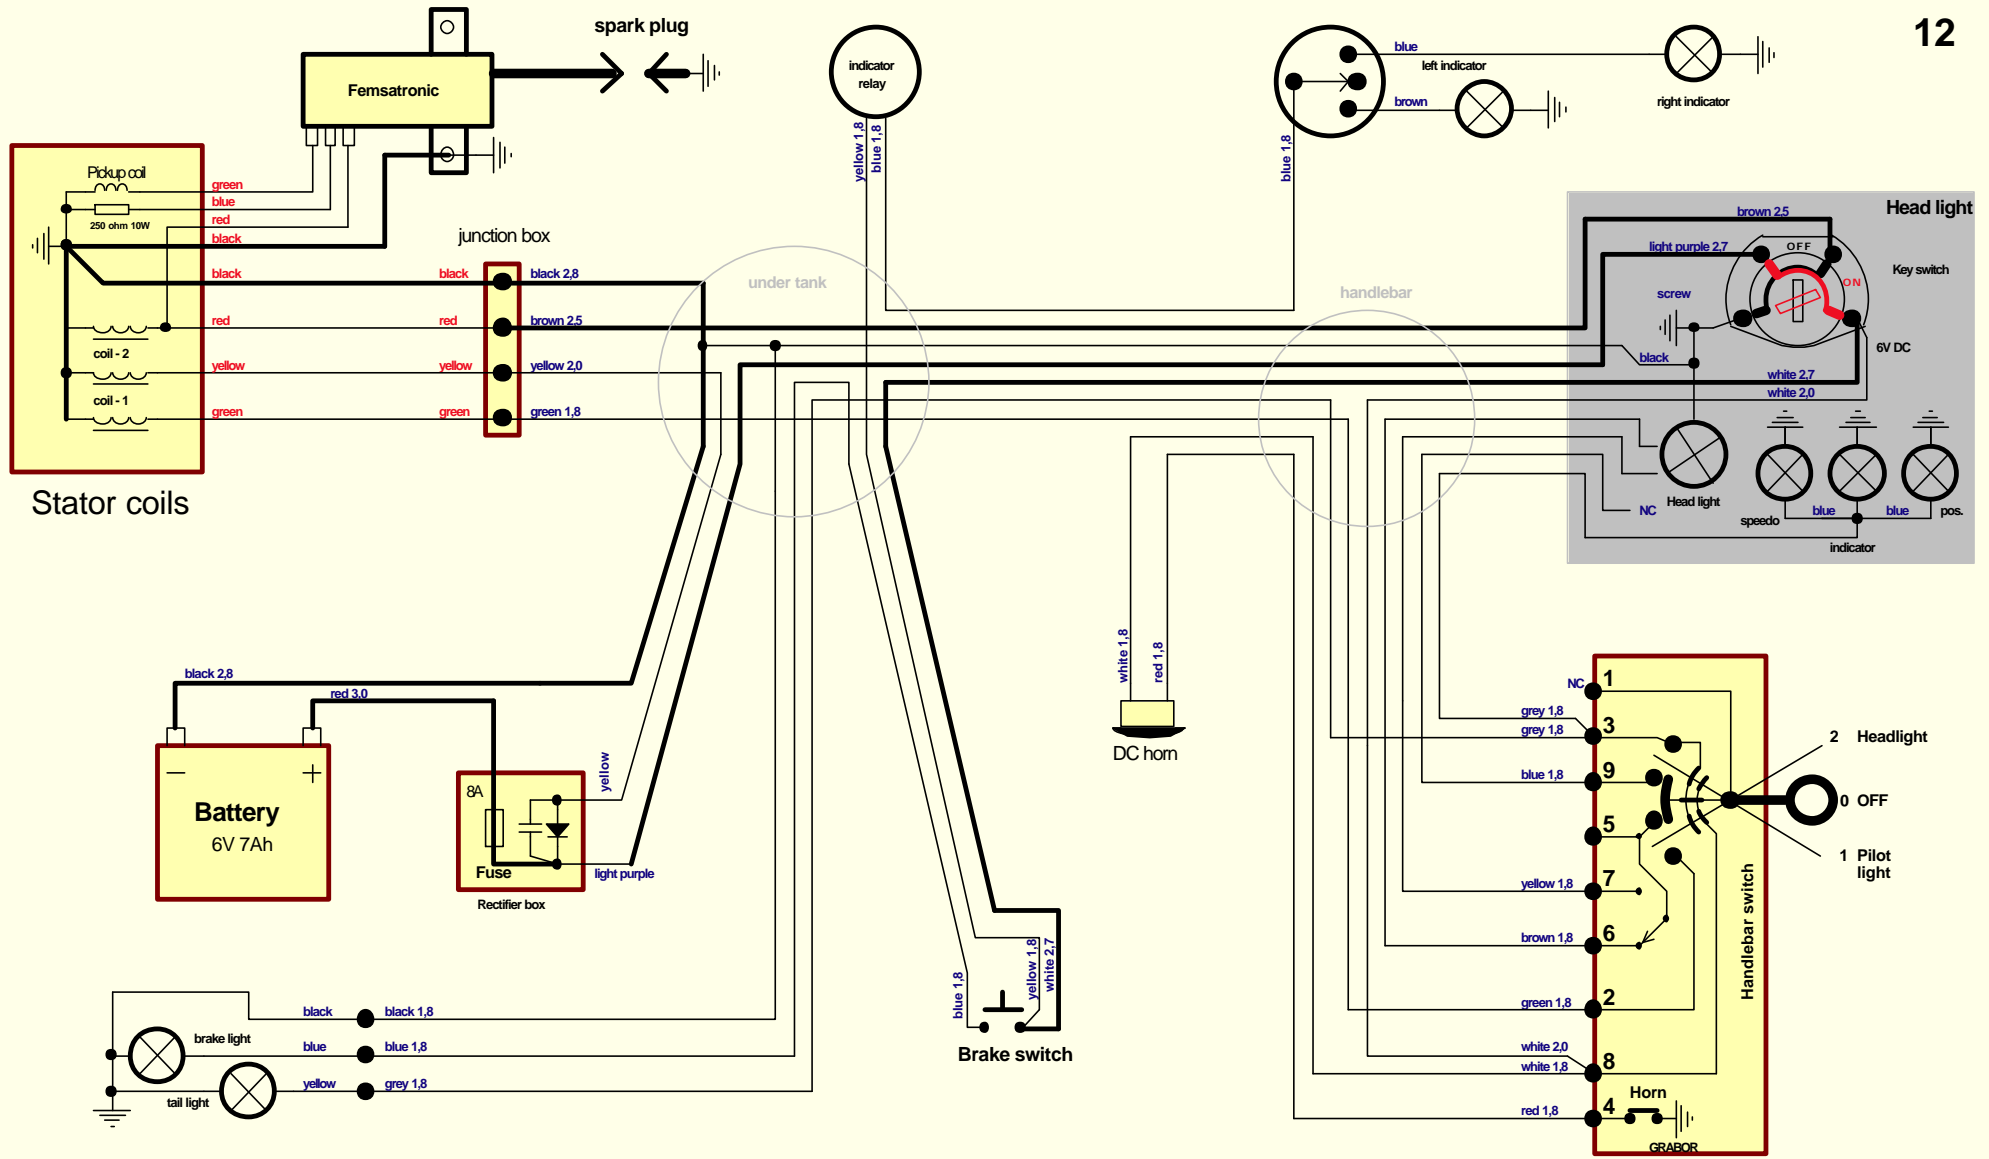 12
spark plug
Femsatronic
indicator
relay
yellow 1,8
blue 1,8
blue
left indicator
brown
right indicator
blue 1,8
Pickup coil
250 ohm 10W
green
blue
red
black
junction box
black
black
black 2,8
red
red
brown 2.5
coil - 2
yellow
yellow
yellow 2,0
coil - 1
green
green
green 1,8
Stator coils
under tank
handlebar
Head light
brown 2.5
light purple 2,7
OFF
ON
Key switch
screw
6V DC
black
white 2,7
white 2,0
Head light
NC
speedo
blue
blue
pos.
indicator
black 2,8
red 3.0
Battery
6V 7Ah
8A
Fuse
Rectifier box
yellow
light purple
white 1,8
red 1,8
DC horn
blue 1,8
yellow 1,8
white 2,7
Brake switch
black
black 1,8
brake light
blue
blue 1,8
yellow
grey 1,8
tail light
NC
1
grey 1,8
3
grey 1,8
blue 1,8
9
5
yellow 1,8
7
brown 1,8
6
green 1,8
2
white 2,0
8
white 1,8
Horn
red 1,8
4
GRABOR
Handlebar switch
2 Headlight
0 OFF
1 Pilot
light